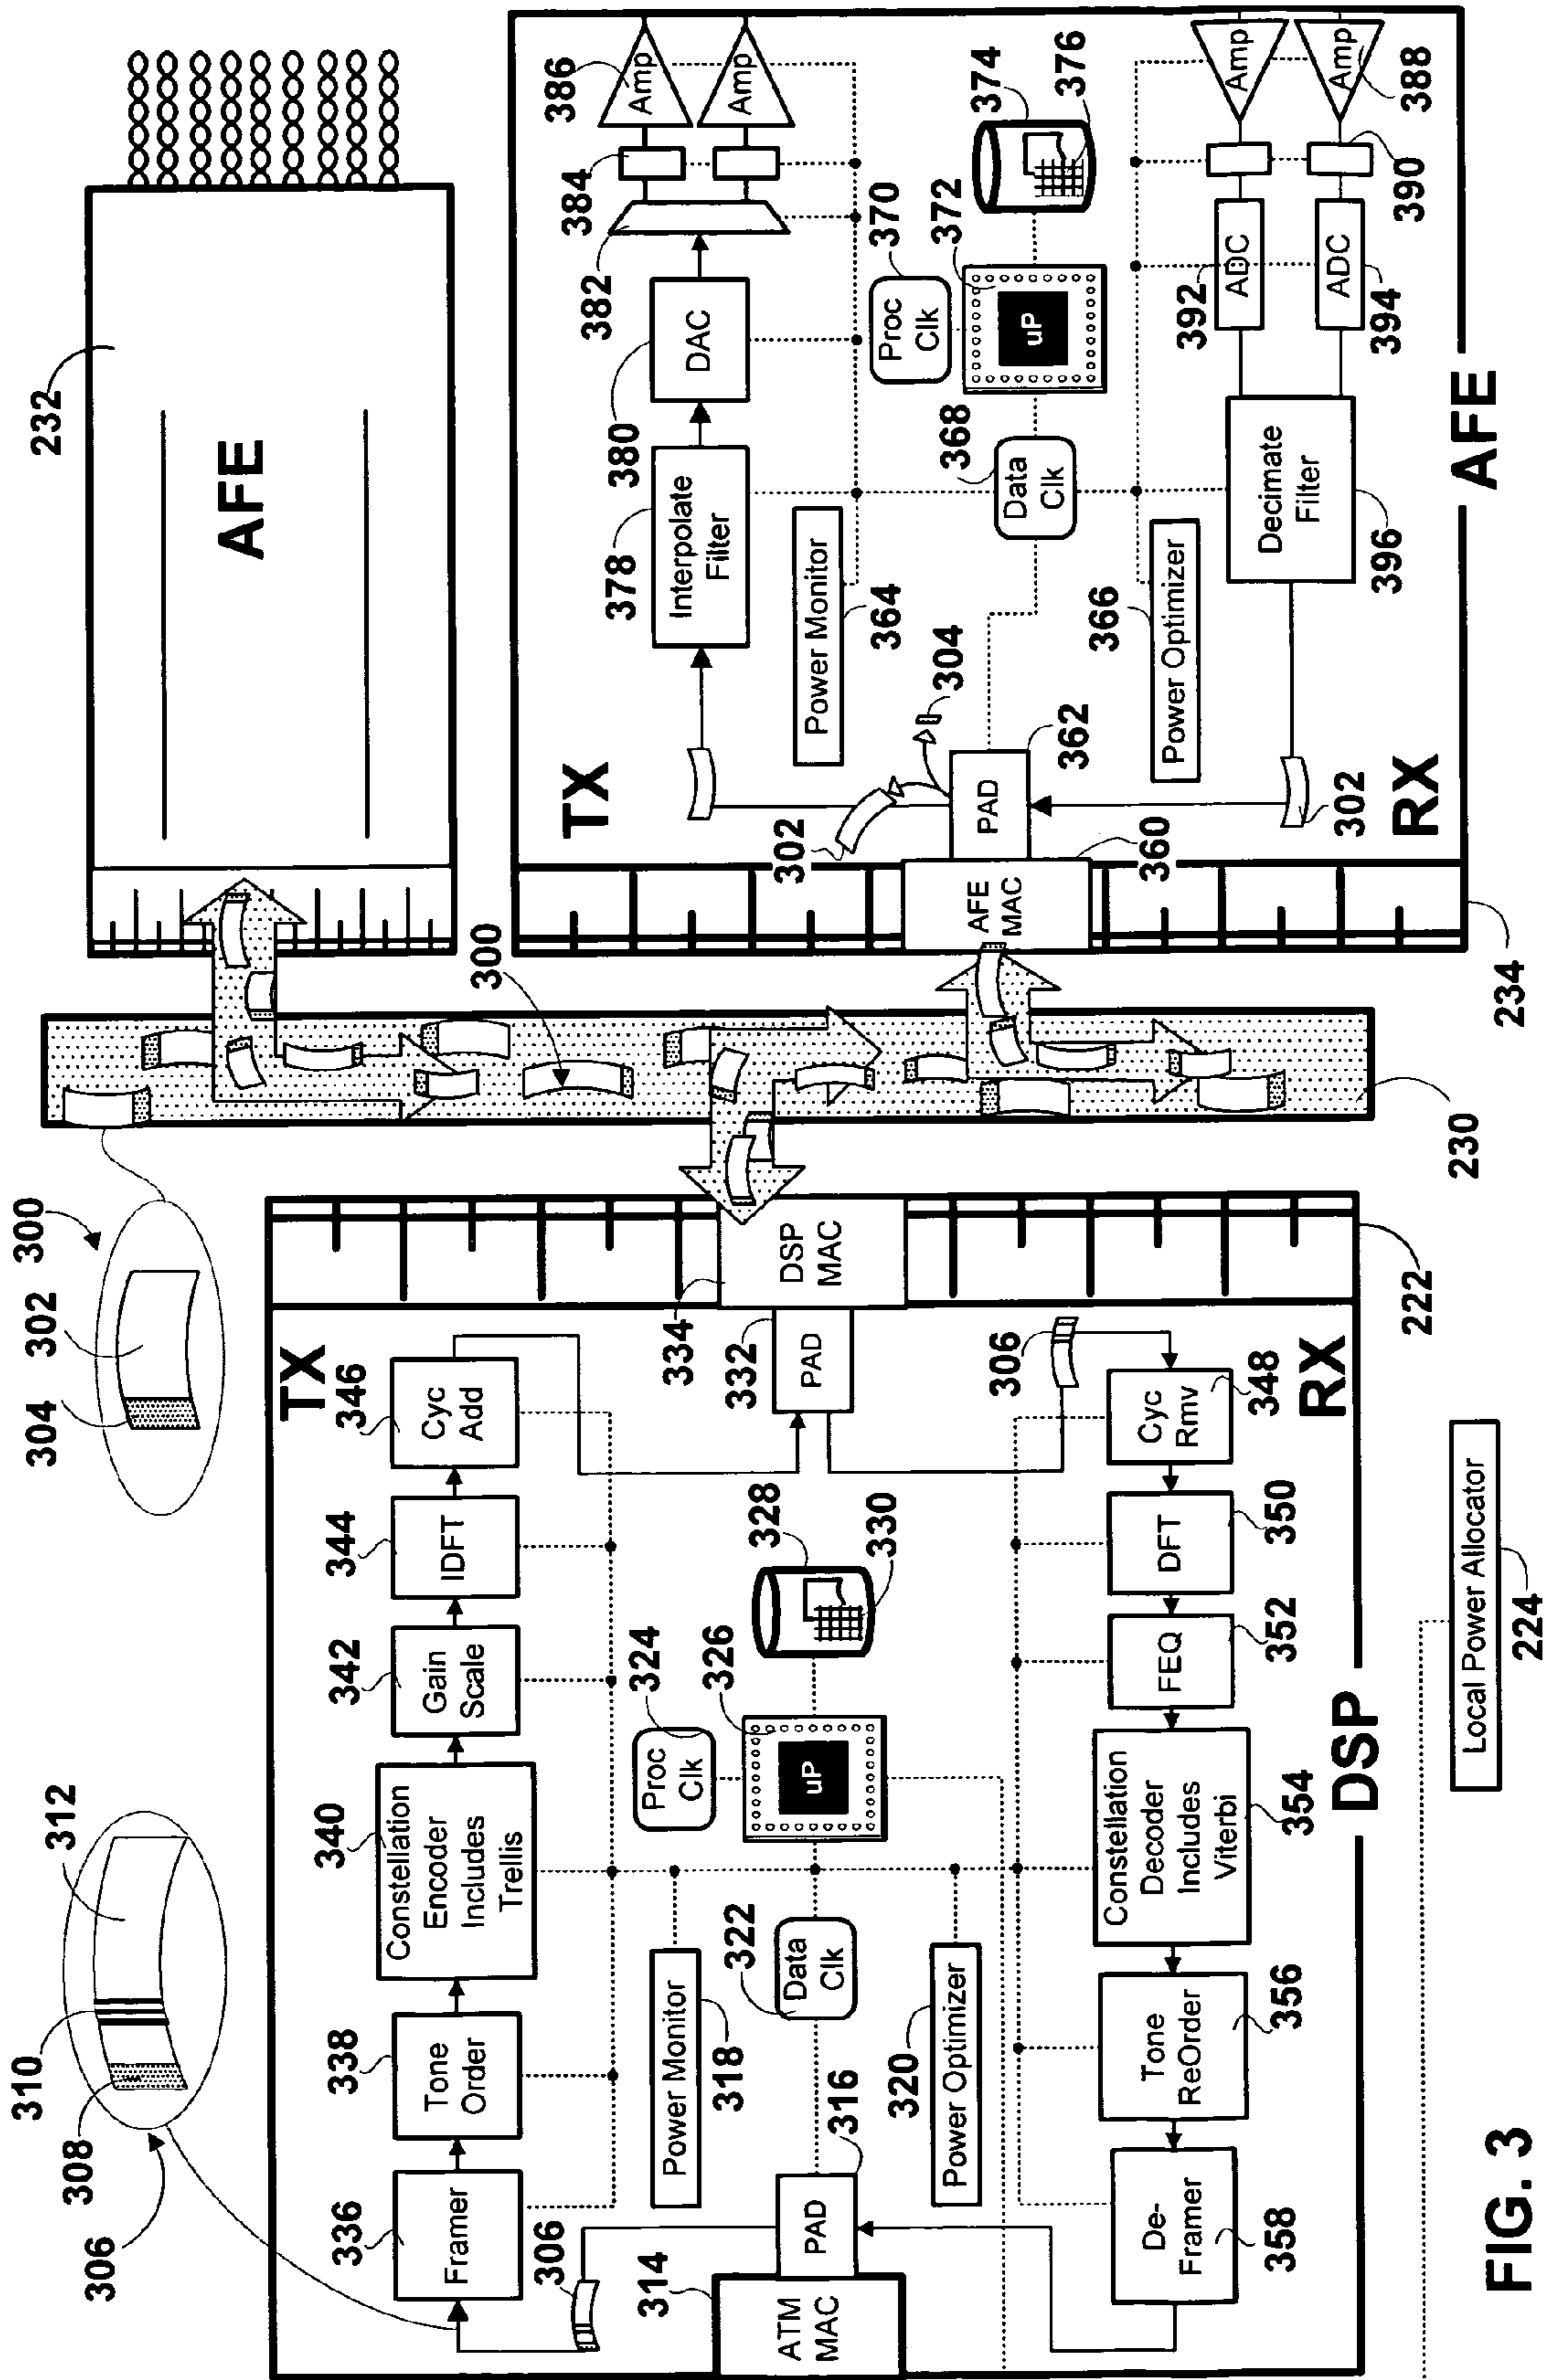 300
304
302
310
312
308
306
TX
346
Cyc
Add
344
IDFT
342
Gain
Scale
340
Constellation
Encoder
Includes
Trellis
338
Tone
Order
336
Framer
306
314
ATM
MAC
PAD
316
Power Monitor
318
322
Data
Clk
320
Power Optimizer
324
Proc
Clk
326
uP
328
330
334
DSP
MAC
332
PAD
306
348
Cyc
Rmv
350
DFT
352
FEQ
354
Constellation
Decoder
Includes
Viterbi
356
Tone
ReOrder
358
De-
Framer
RX
DSP
222
Local Power Allocator
224
300
230
232
AFE
TX
378
Interpolate
Filter
380
DAC
382
384
386
Amp
Amp
Power Monitor
364
370
Proc
Clk
372
uP
374
376
368
Data
Clk
304
302
362
PAD
360
AFE
MAC
366
Power Optimizer
392
ADC
ADC
394
390
Amp
Amp
388
Decimate
Filter
396
302
RX
AFE
234
FIG. 3